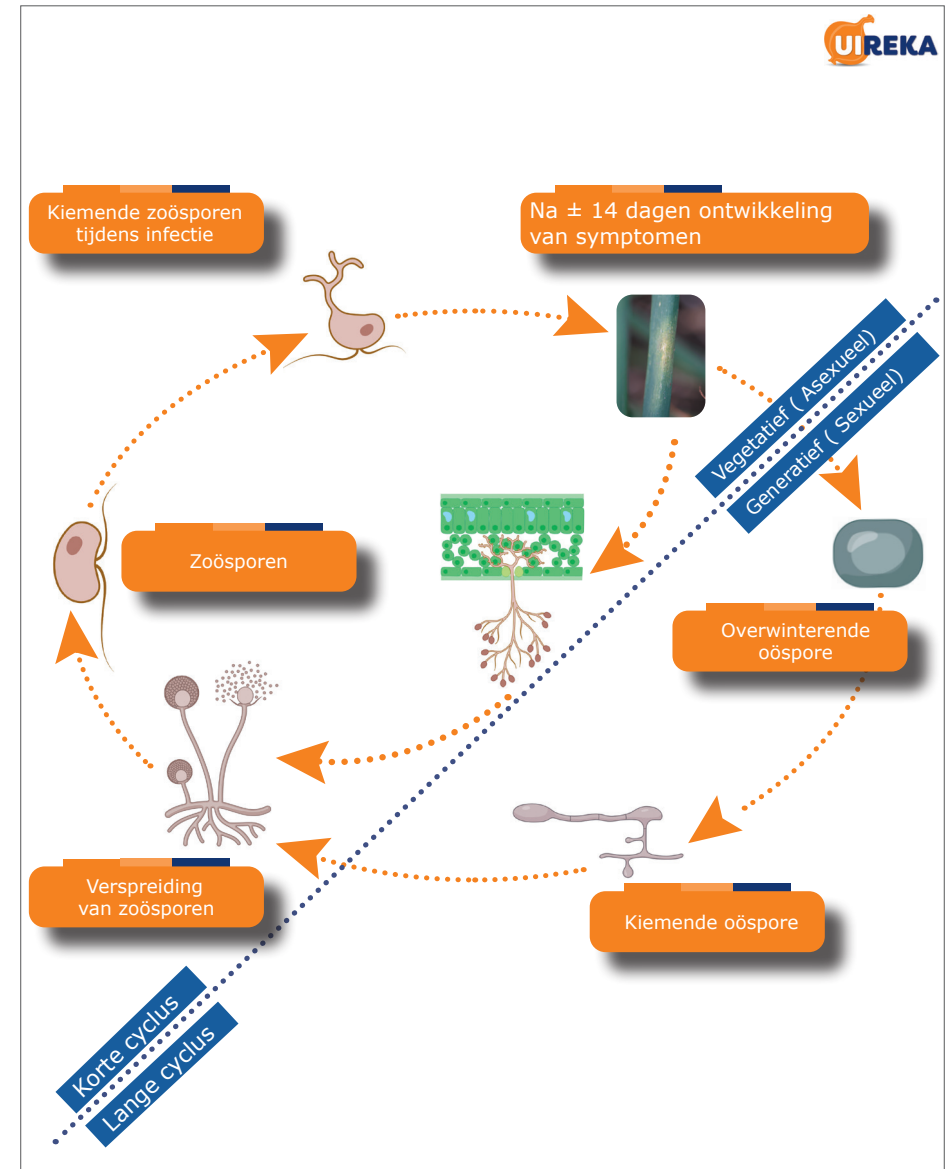 UIREKA
Kiemende zoösporen
tijdens infectie
Na ± 14 dagen ontwikkeling
van symptomen
Vegetatief ( Asexueel)
Generatief ( Sexueel)
Zoösporen
Overwinterende
oöspore
Verspreiding
van zoösporen
Kiemende oöspore
Korte cyclus
Lange cyclus